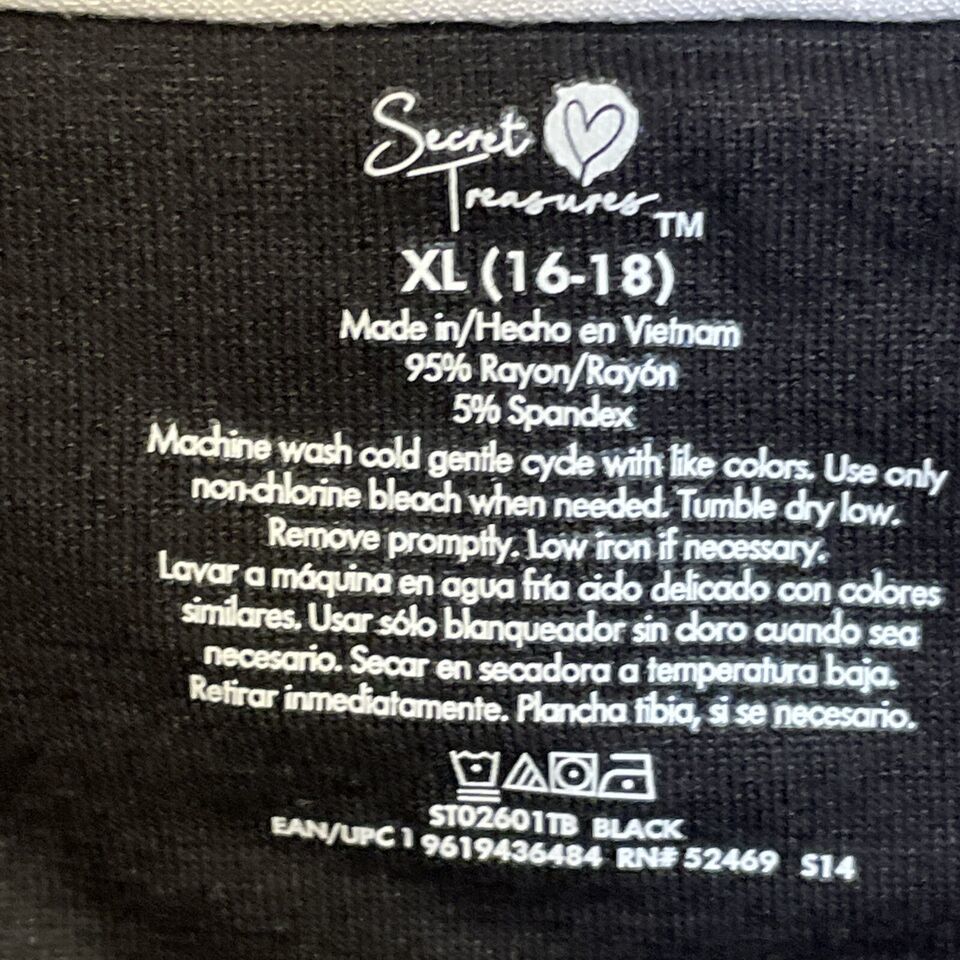 Secret
Treasures TM
XL (16-18)
Made in/Hecho en Vietnam
95% Rayon/Rayón
5% Spandex
Machine wash cold gentle cycle with like colors. Use only
non-chlorine bleach when needed. Tumble dry low.
Remove promptly. Low iron if necessary.
Lavar a máquina en agua fría ciclo delicado con colores
similares. Usar sólo blanqueador sin cloro cuando sea
necesario. Secar en secadora a temperatura baja.
Retirar inmediatamente. Plancha tibia, si se necesario.
ST02601TB BLACK
EAN/UPC 1 9619436484 RN# 52469 S14